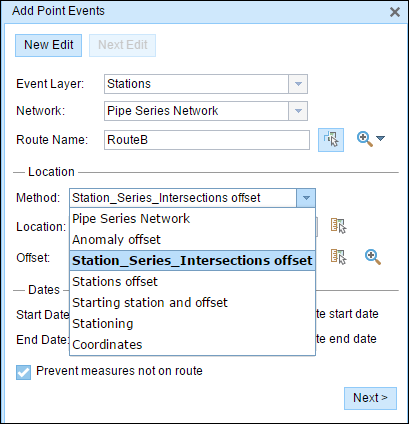 Add Point Events
New Edit Next Edit
Event Layer: Stations
Network: Pipe Series Network
Route Name: RouteB
Location
Method: Station_Series_Intersections offset
Pipe Series Network
Location:
Anomaly offset
Offset: Station_Series_Intersections offset
Stations offset
Dates
Starting station and offset
Start Date te start date
Stationing
End Date: te end date
Coordinates
Prevent measures not on route
Next >